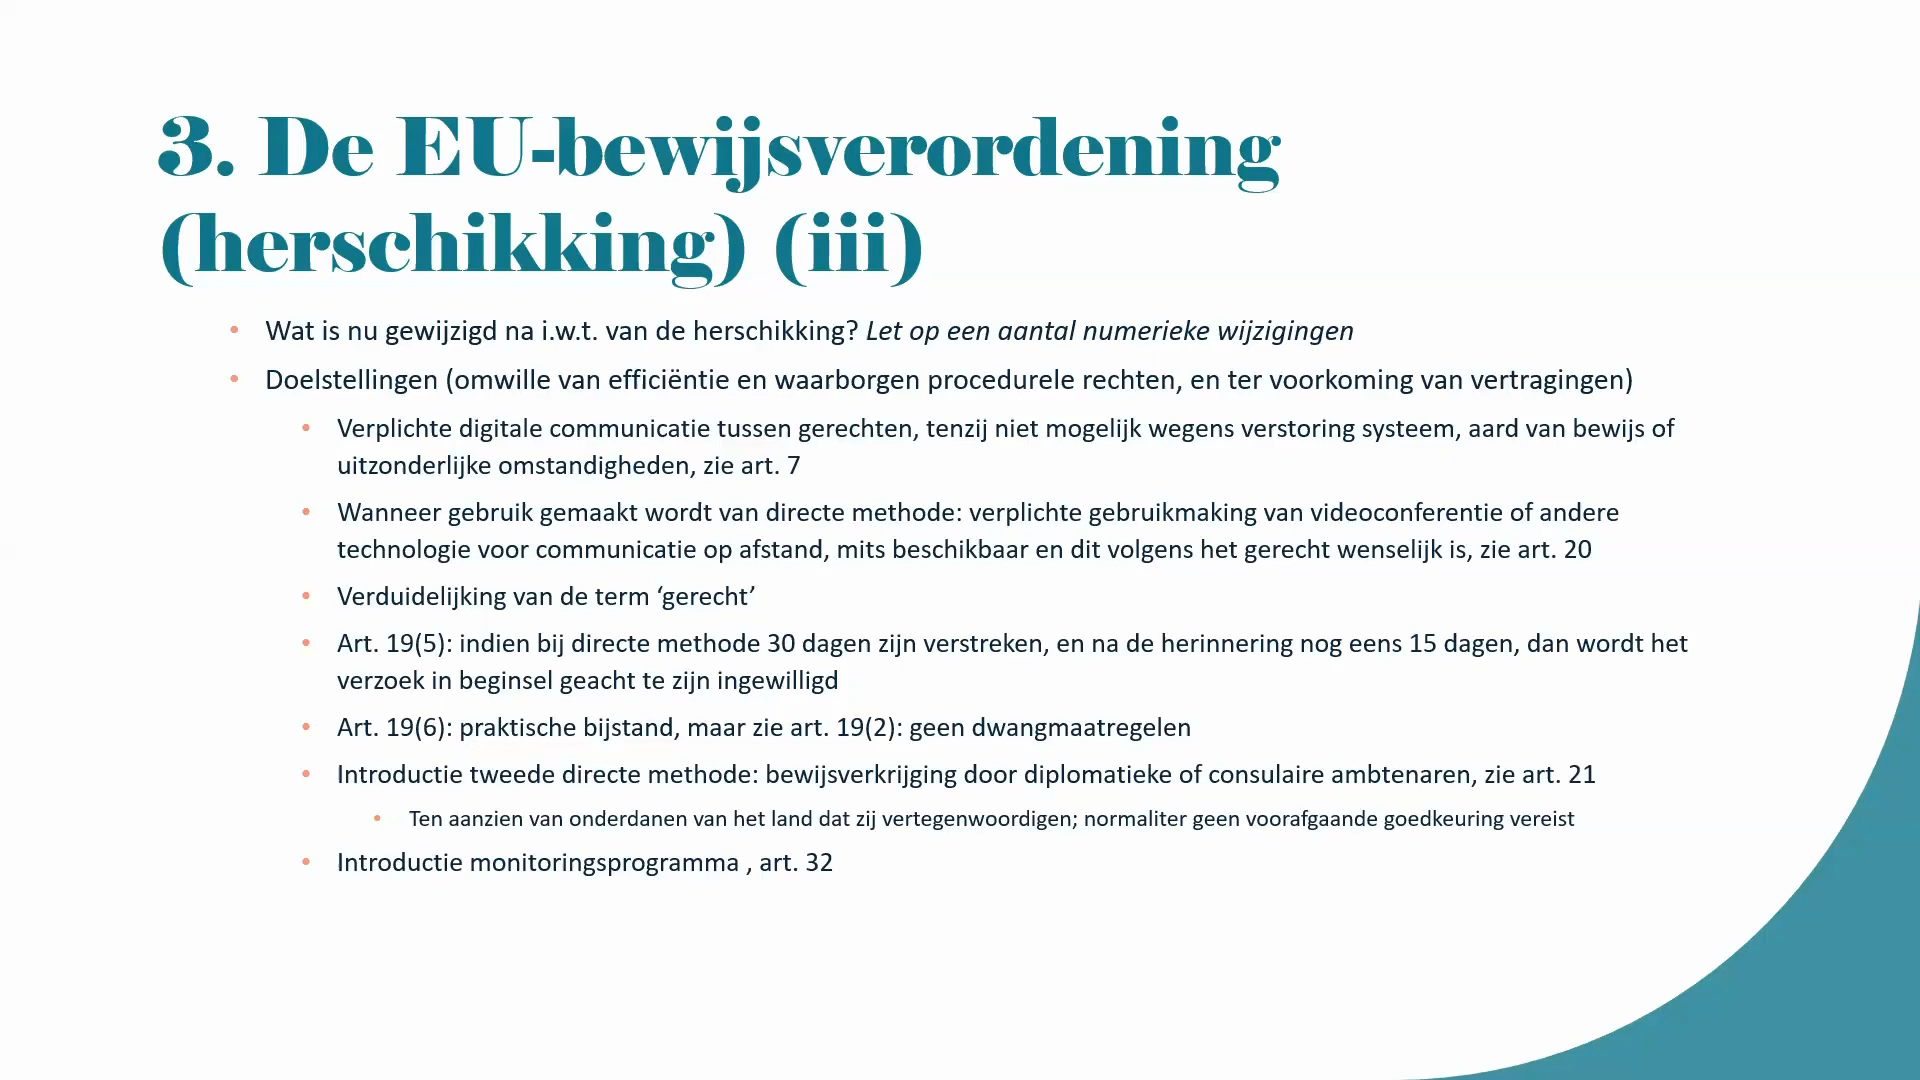 3. De EU-bewijsverordening
(herschikking) (iii)
• Wat is nu gewijzigd na i.w.t. van de herschikking? Let op een aantal numerieke wijzigingen
• Doelstellingen (omwille van efficiëntie en waarborgen procedurele rechten, en ter voorkoming van vertragingen)
• Verplichte digitale communicatie tussen gerechten, tenzij niet mogelijk wegens verstoring systeem, aard van bewijs of
uitzonderlijke omstandigheden, zie art. 7
• Wanneer gebruik gemaakt wordt van directe methode: verplichte gebruikmaking van videoconferentie of andere
technologie voor communicatie op afstand, mits beschikbaar en dit volgens het gerecht wenselijk is, zie art. 20
• Verduidelijking van de term ‘gerecht’
• Art. 19(5): indien bij directe methode 30 dagen zijn verstreken, en na de herinnering nog eens 15 dagen, dan wordt het
verzoek in beginsel geacht te zijn ingewilligd
• Art. 19(6): praktische bijstand, maar zie art. 19(2): geen dwangmaatregelen
• Introductie tweede directe methode: bewijsverkrijging door diplomatieke of consulaire ambtenaren, zie art. 21
• Ten aanzien van onderdanen van het land dat zij vertegenwoordigen; normaliter geen voorafgaande goedkeuring vereist
• Introductie monitoringsprogramma , art. 32